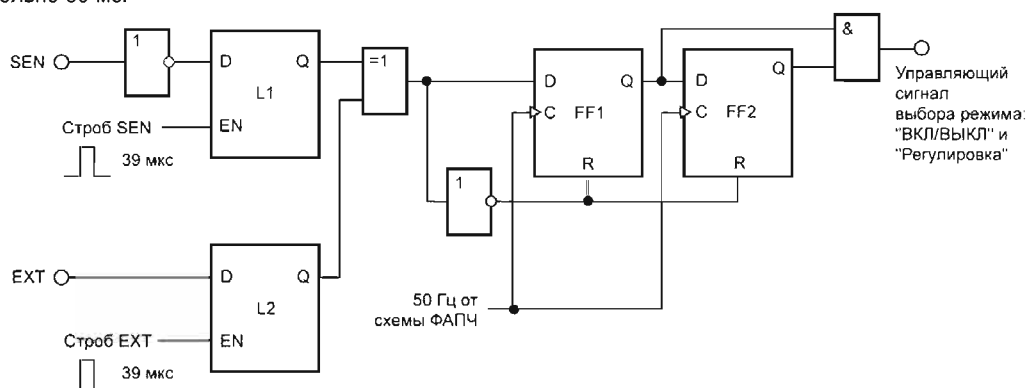 SEN
1
D
Q
L1
EN
Строб SEN
39 мкс
=1
D
Q
C
FF1
R
D
Q
C
FF2
R
&
Управляющий
сигнал
выбора режима:
"ВКЛ/ВЫКЛ" и
"Регулировка"
1
EXT
D
Q
L2
EN
Строб EXT
39 мкс
50 Гц от
схемы ФАПЧ